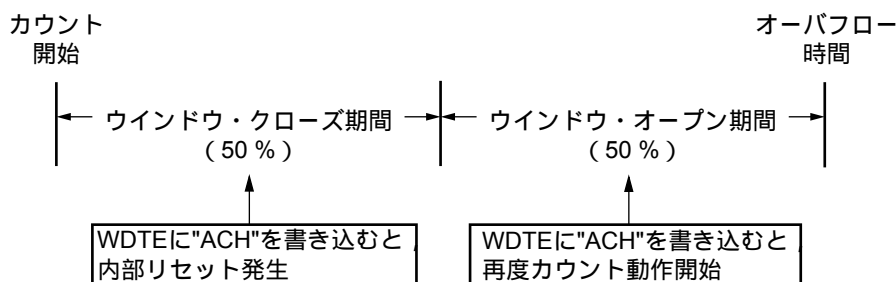 カウント
開始
オーバフロー
時間
ウインドウ・クローズ期間
（50 %）
ウインドウ・オープン期間
（50 %）
WDTEに"ACH"を書き込むと
内部リセット発生
WDTEに"ACH"を書き込むと
再度カウント動作開始